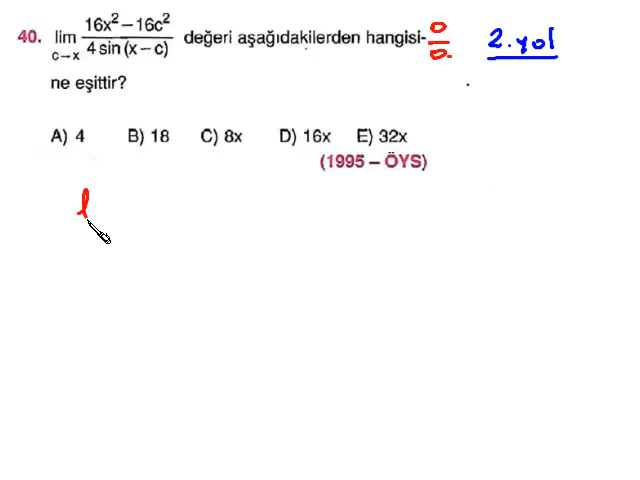 40. lim c→x 16x² – 16c² / 4 sin (x – c) değeri aşağıdakilerden hangisi- 0/0 2. yol
ne eşittir?
A) 4 B) 18 C) 8x D) 16x E) 32x
(1995 – ÖYS)
l